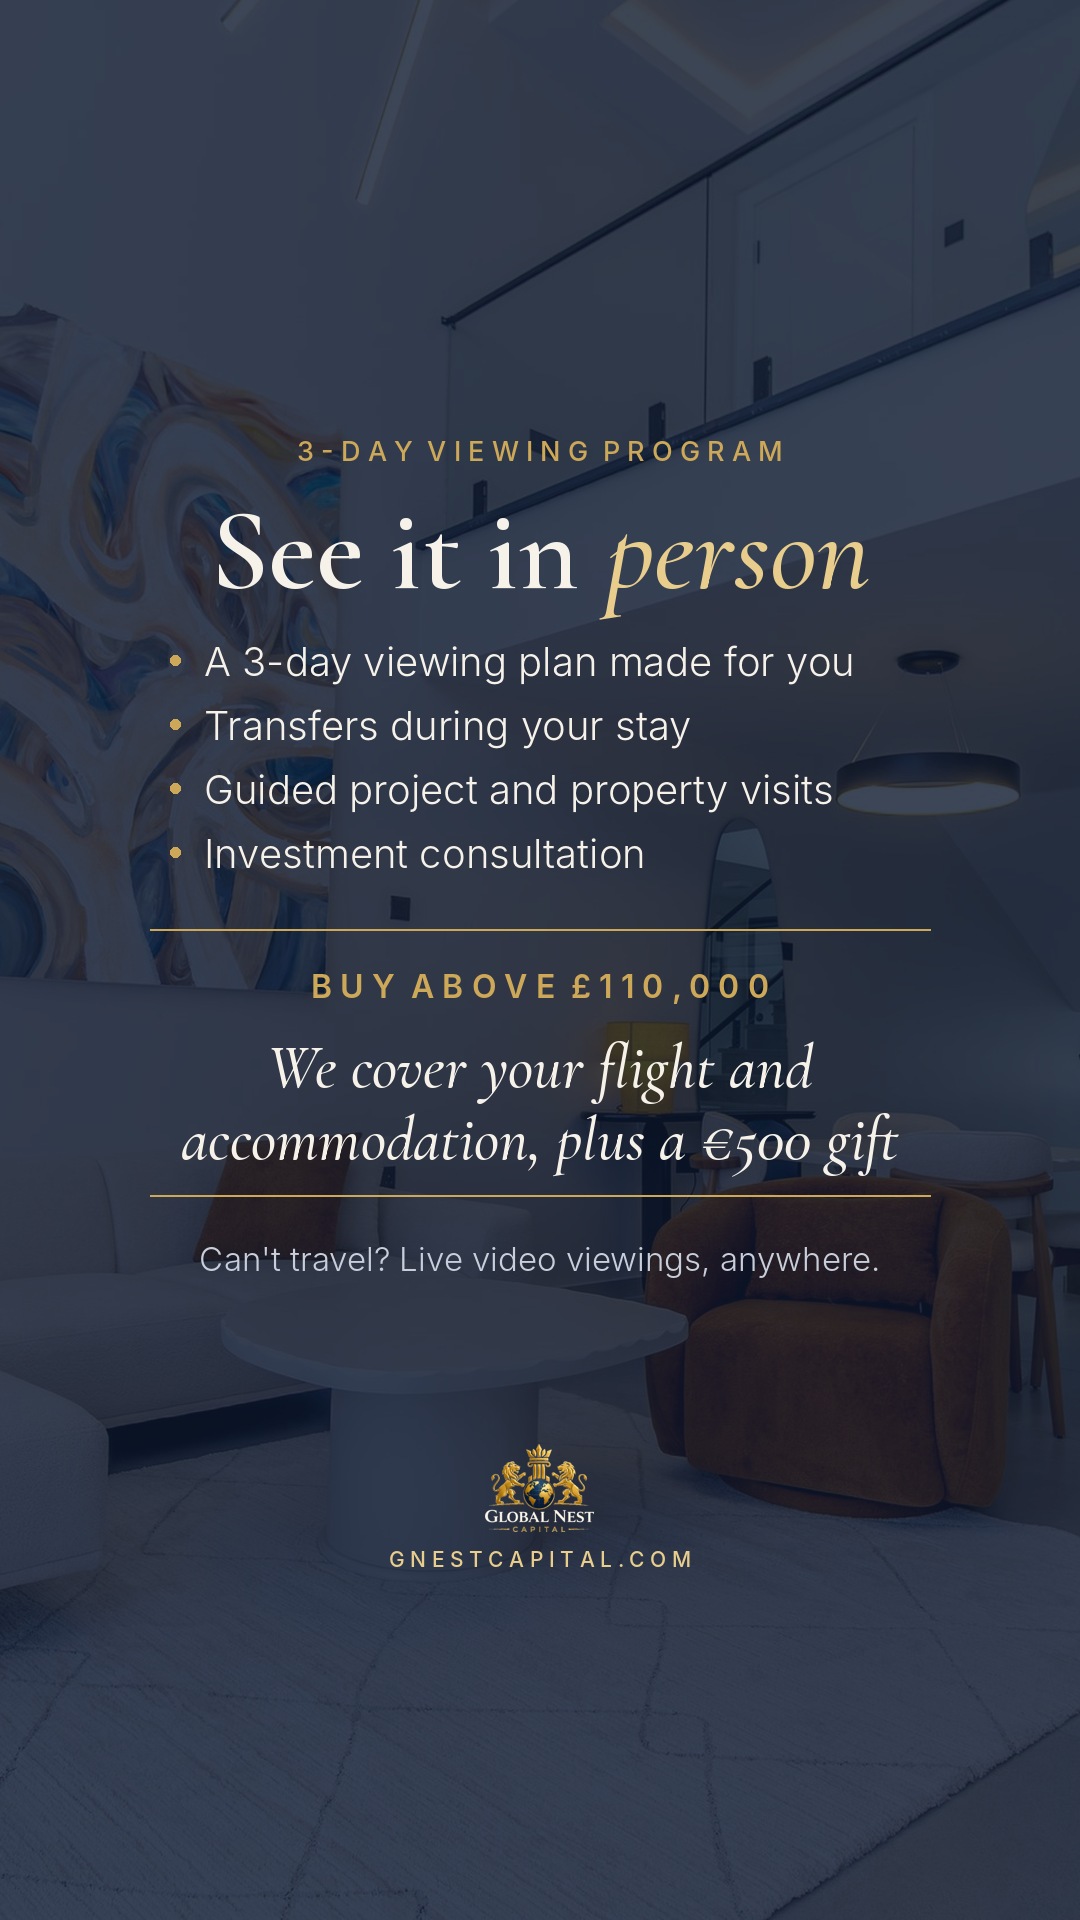 3-DAY VIEWING PROGRAM
See it in person
• A 3-day viewing plan made for you
• Transfers during your stay
• Guided project and property visits
• Investment consultation
BUY ABOVE £110,000
We cover your flight and
accommodation, plus a €500 gift
Can't travel? Live video viewings, anywhere.
GLOBAL NEST
CAPITAL
GNESTCAPITAL.COM